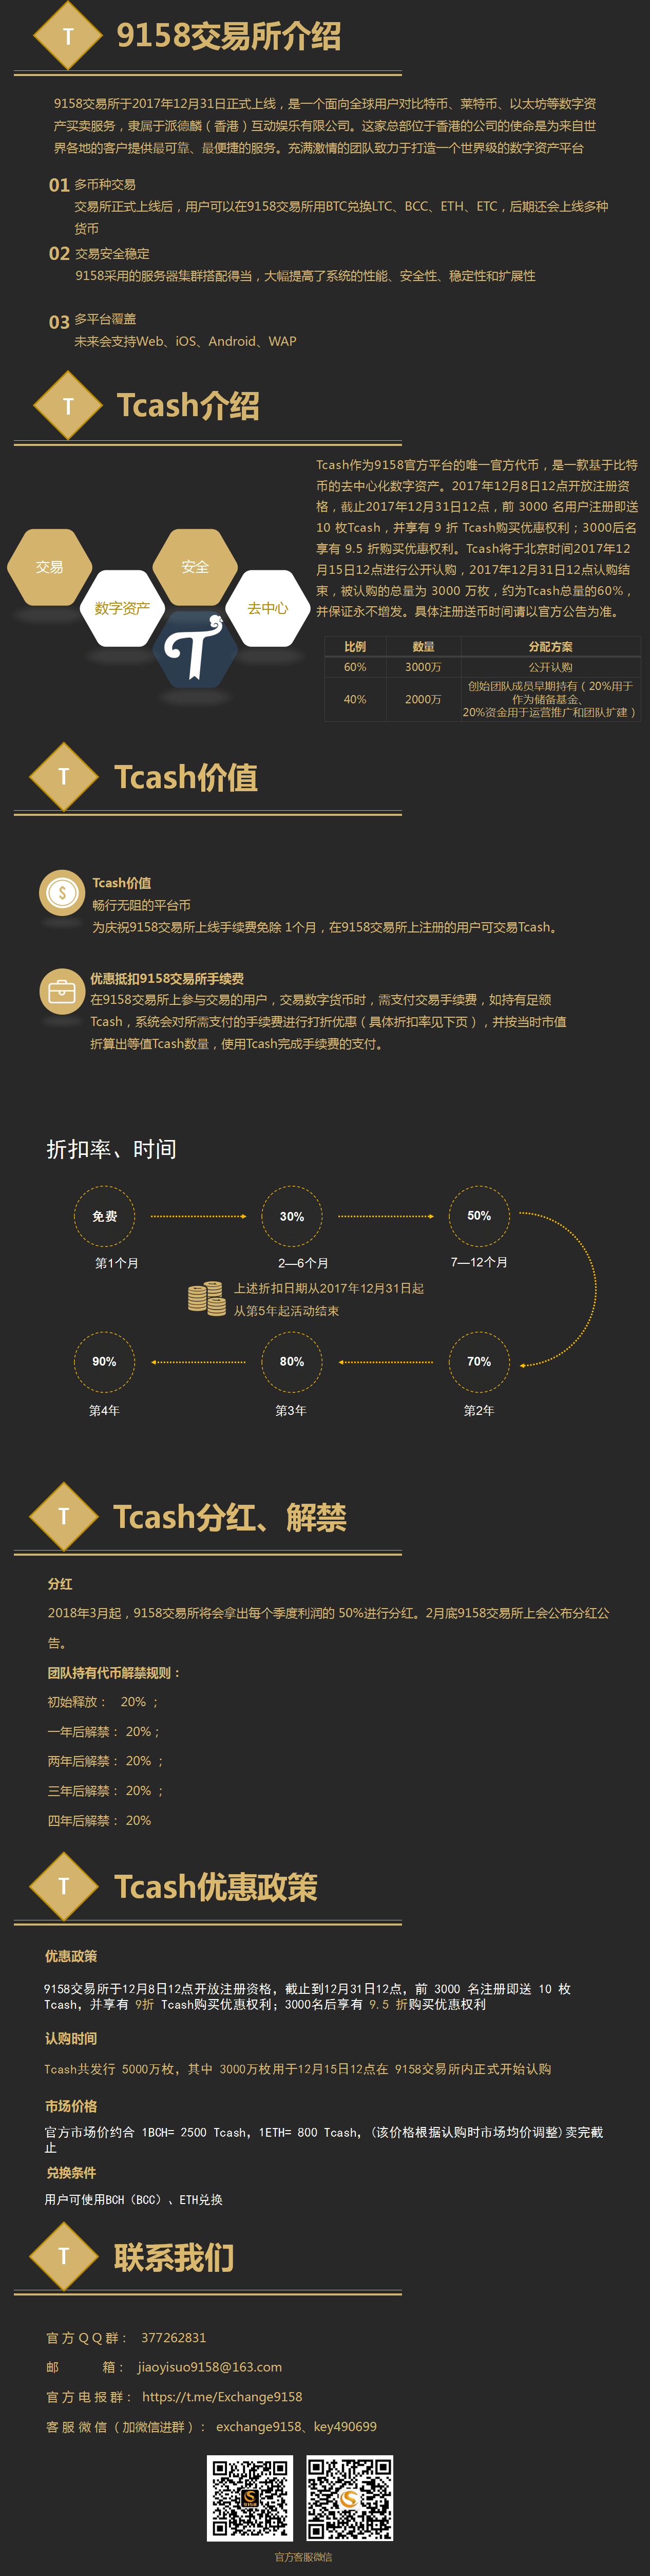 T
9158交易所介绍
9158交易所于2017年12月31日正式上线，是一个面向全球用户对比特币、莱特币、以太坊等数字资
产买卖服务，隶属于派德麟（香港）互动娱乐有限公司。这家总部位于香港的公司的使命是为来自世
界各地的客户提供最可靠、最便捷的服务。充满激情的团队致力于打造一个世界级的数字资产平台
01 多币种交易
交易所正式上线后，用户可以在9158交易所用BTC兑换LTC、BCC、ETH、ETC，后期还会上线多种
货币
02 交易安全稳定
9158采用的服务器集群搭配得当，大幅提高了系统的性能、安全性、稳定性和扩展性
03 多平台覆盖
未来会支持Web、iOS、Android、WAP
T
Tcash介绍
交易
数字资产
安全
去中心
T
Tcash作为9158官方平台的唯一官方代币，是一款基于比特
币的去中心化数字资产。2017年12月8日12点开放注册资
格，截止2017年12月31日12点，前 3000 名用户注册即送
10 枚Tcash，并享有 9 折 Tcash购买优惠权利；3000后名
享有 9.5 折购买优惠权利。Tcash将于北京时间2017年12
月15日12点进行公开认购，2017年12月31日12点认购结
束，被认购的总量为 3000 万枚，约为Tcash总量的60%，
并保证永不增发。具体注册送币时间请以官方公告为准。
比例 数量 分配方案
60% 3000万 公开认购
40% 2000万 创始团队成员早期持有（20%用于
作为储备基金、
20%资金用于运营推广和团队扩建）
T
Tcash价值
$
Tcash价值
畅行无阻的平台币
为庆祝9158交易所上线手续费免除 1个月，在9158交易所上注册的用户可交易Tcash。
优惠抵扣9158交易所手续费
在9158交易所上参与交易的用户，交易数字货币时，需支付交易手续费，如持有足额
Tcash，系统会对所需支付的手续费进行打折优惠（具体折扣率见下页），并按当时市值
折算出等值Tcash数量，使用Tcash完成手续费的支付。
折扣率、时间
免费 30% 50%
第1个月 2—6个月 7—12个月
上述折扣日期从2017年12月31日起
从第5年起活动结束
90% 80% 70%
第4年 第3年 第2年
T
Tcash分红、解禁
分红
2018年3月起，9158交易所将会拿出每个季度利润的 50%进行分红。2月底9158交易所上会公布分红公
告。
团队持有代币解禁规则：
初始释放： 20% ；
一年后解禁： 20%；
两年后解禁： 20% ；
三年后解禁： 20% ；
四年后解禁： 20%
T
Tcash优惠政策
优惠政策
9158交易所于12月8日12点开放注册资格，截止到12月31日12点，前 3000 名注册即送 10 枚
Tcash，并享有 9折 Tcash购买优惠权利；3000名后享有 9.5 折购买优惠权利
认购时间
Tcash共发行 5000万枚，其中 3000万枚用于12月15日12点在 9158交易所内正式开始认购
市场价格
官方市场价约合 1BCH= 2500 Tcash，1ETH= 800 Tcash，(该价格根据认购时市场均价调整)卖完截
止
兑换条件
用户可使用BCH（BCC）、ETH兑换
T
联系我们
官方QQ群： 377262831
邮 箱： jiaoyisuo9158@163.com
官方电报群： https://t.me/Exchange9158
客服微信（加微信进群）： exchange9158、key490699
官方客服微信